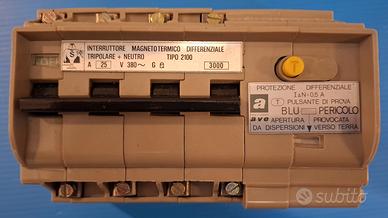 INTERRUTTORE MAGNETOTERMICO DIFFERENZIALE
TRIPOLARE + NEUTRO TIPO 2100
A 25 V 380~ G 3000
PROTEZIONE DIFFERENZIALE
I∆N-0,5 A
T PULSANTE DI PROVA
BLU PERICOLO
a
ave APERTURA PROVOCATA
DA DISPERSIONI VERSO TERRA
T
subito